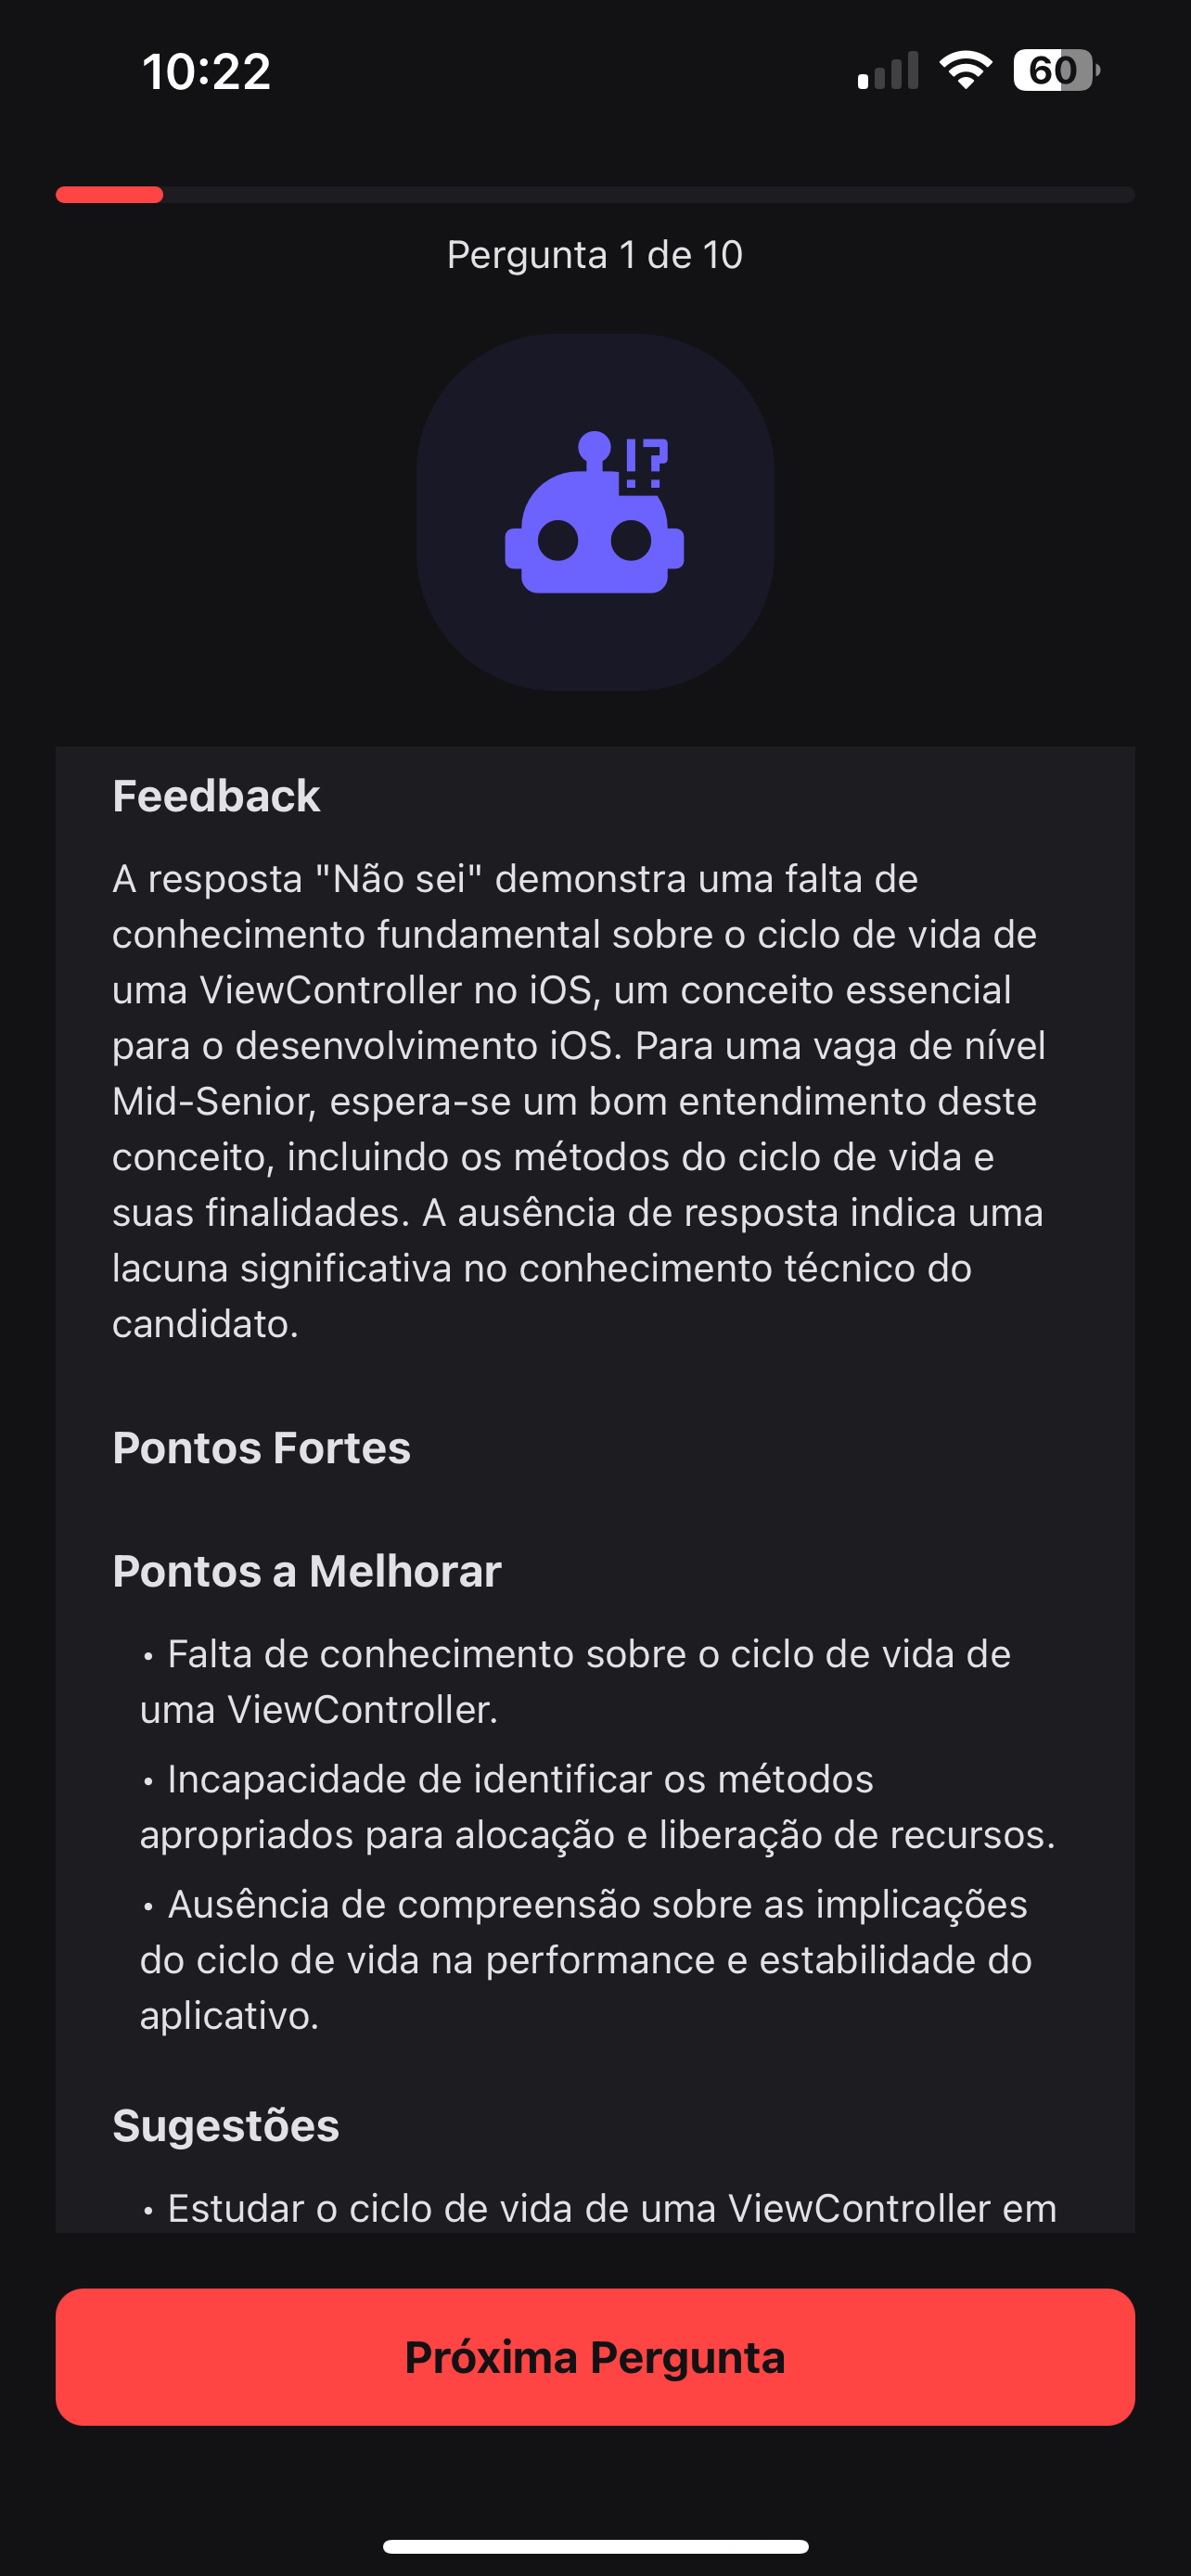 10:22
60
Pergunta 1 de 10
!?
Feedback
A resposta "Não sei" demonstra uma falta de
conhecimento fundamental sobre o ciclo de vida de
uma ViewController no iOS, um conceito essencial
para o desenvolvimento iOS. Para uma vaga de nível
Mid-Senior, espera-se um bom entendimento deste
conceito, incluindo os métodos do ciclo de vida e
suas finalidades. A ausência de resposta indica uma
lacuna significativa no conhecimento técnico do
candidato.
Pontos Fortes
Pontos a Melhorar
• Falta de conhecimento sobre o ciclo de vida de
uma ViewController.
• Incapacidade de identificar os métodos
apropriados para alocação e liberação de recursos.
• Ausência de compreensão sobre as implicações
do ciclo de vida na performance e estabilidade do
aplicativo.
Sugestões
• Estudar o ciclo de vida de uma ViewController em
Próxima Pergunta